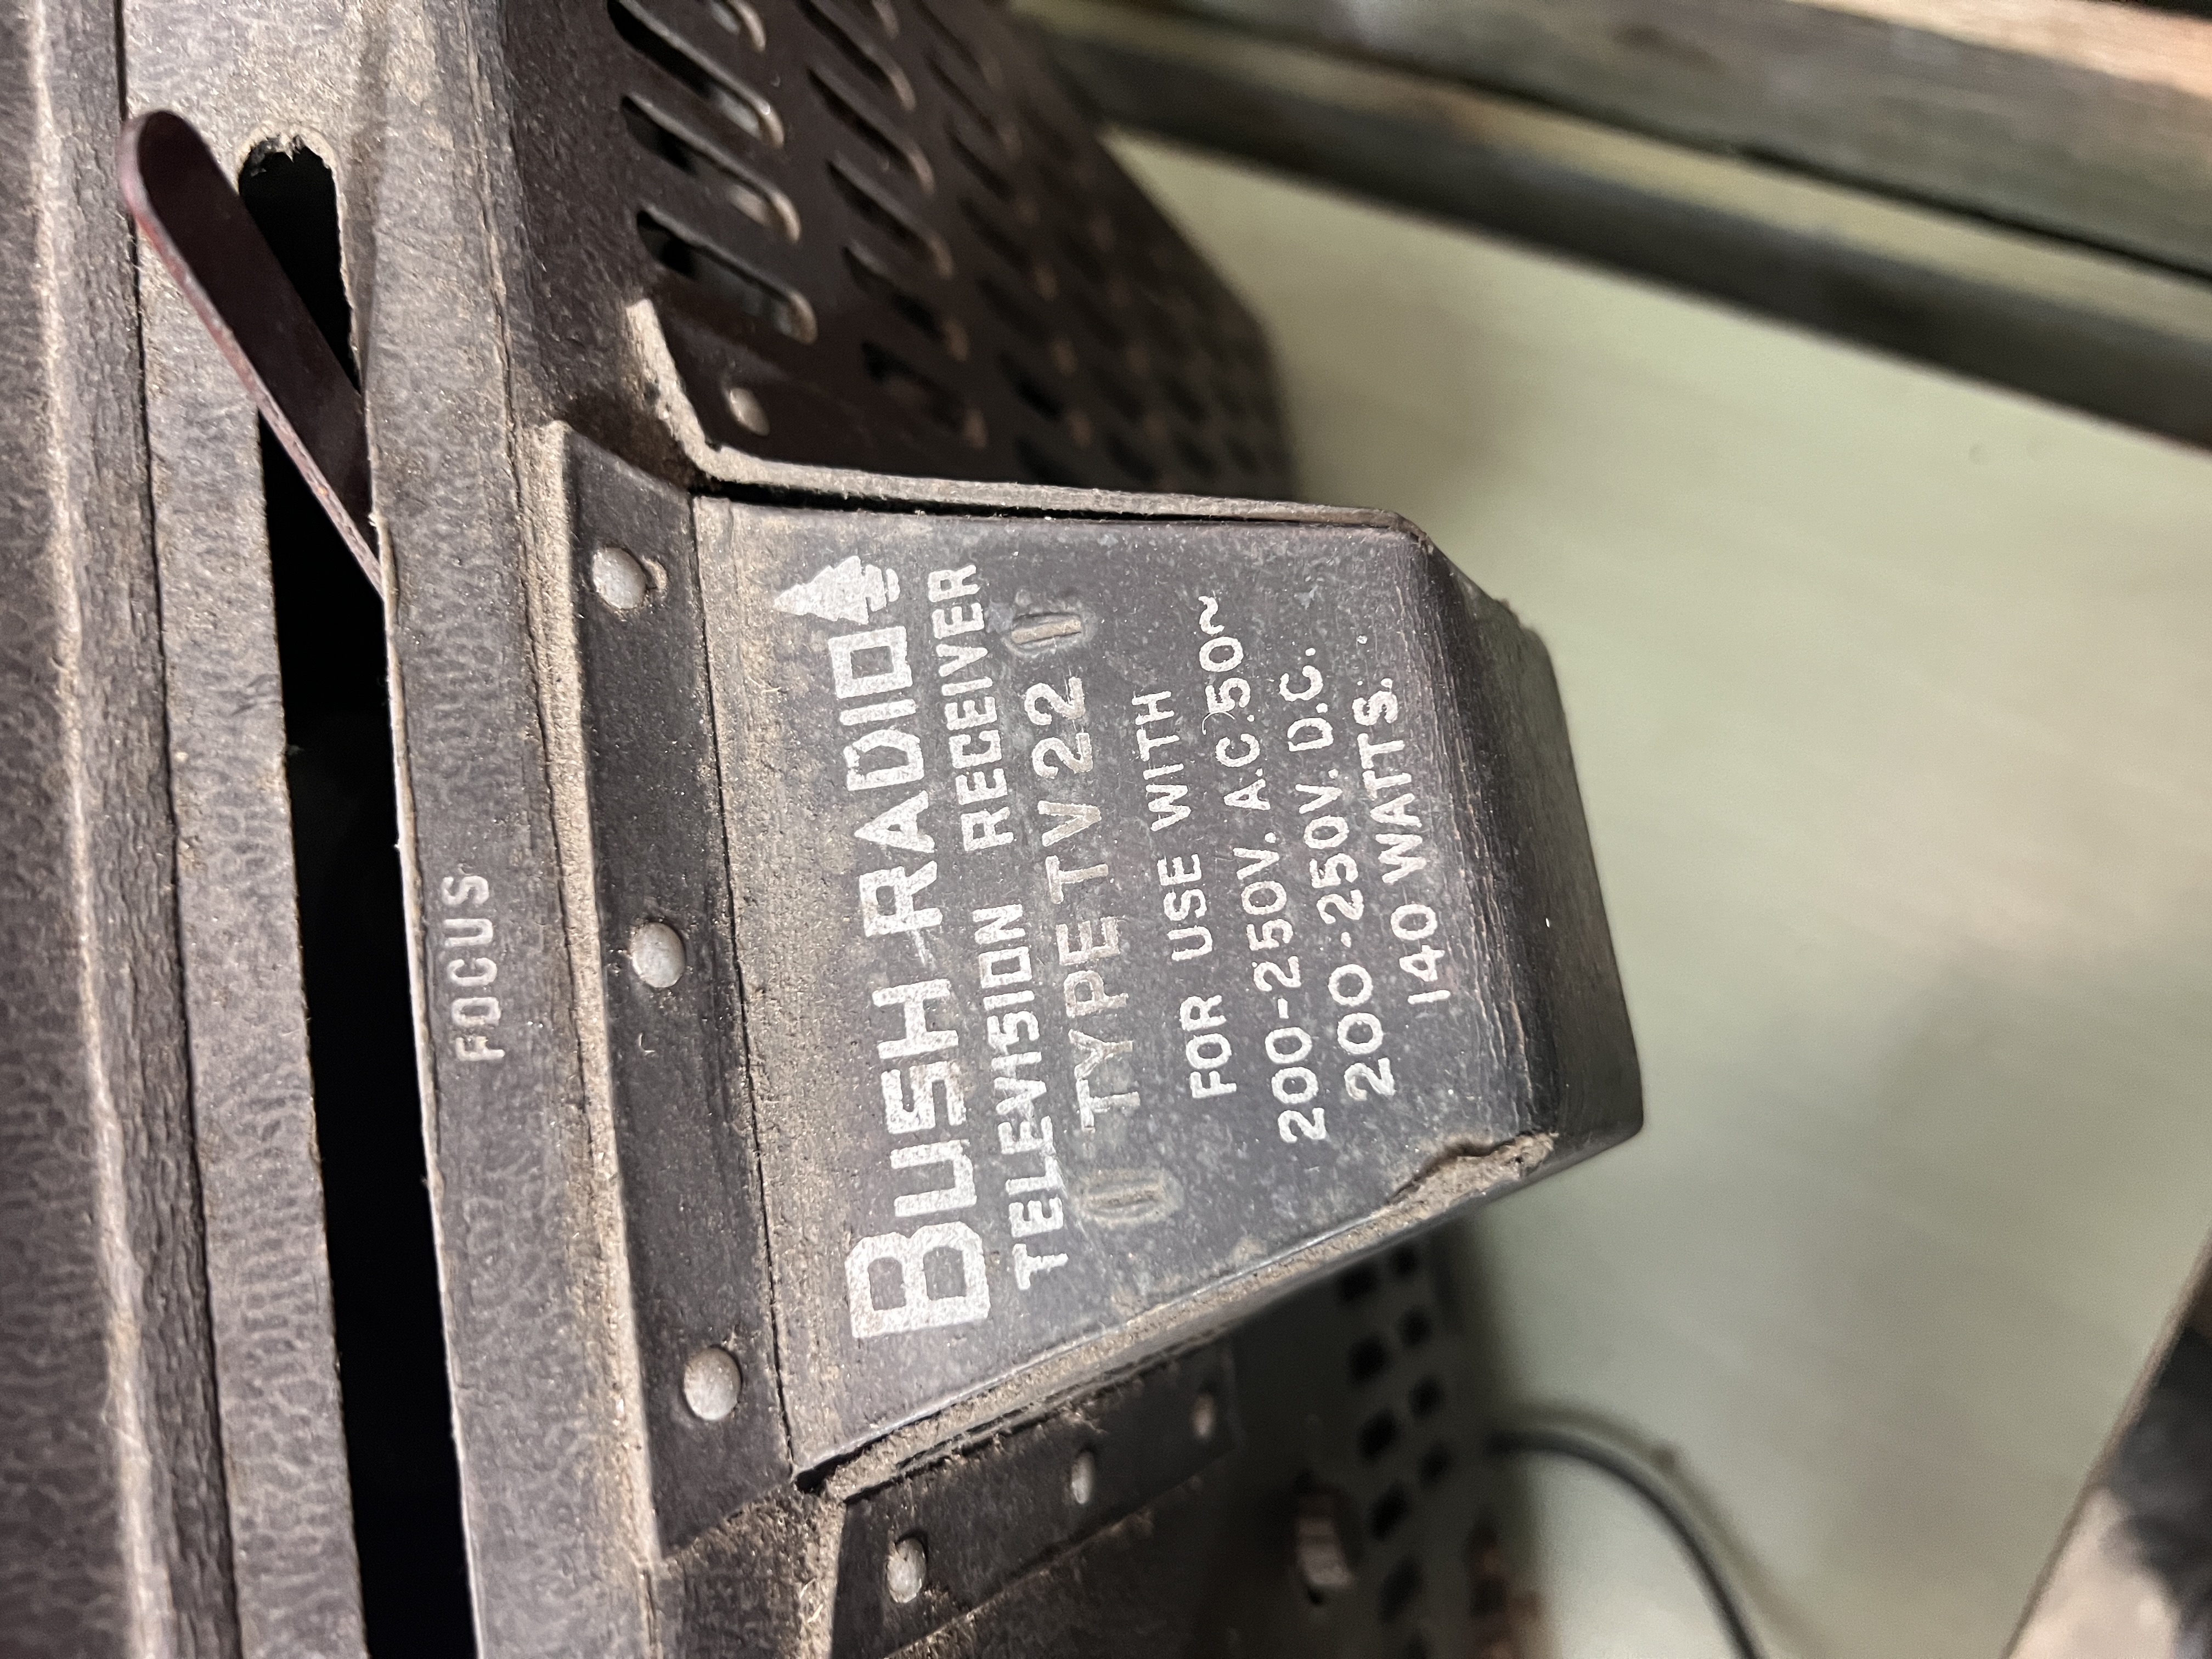 FOCUS
BUSH RADIO
TELEVISION RECEIVER
TYPE TV 22
FOR USE WITH
200-250V. A.C. 50~
200-250V. D.C.
140 WATTS.